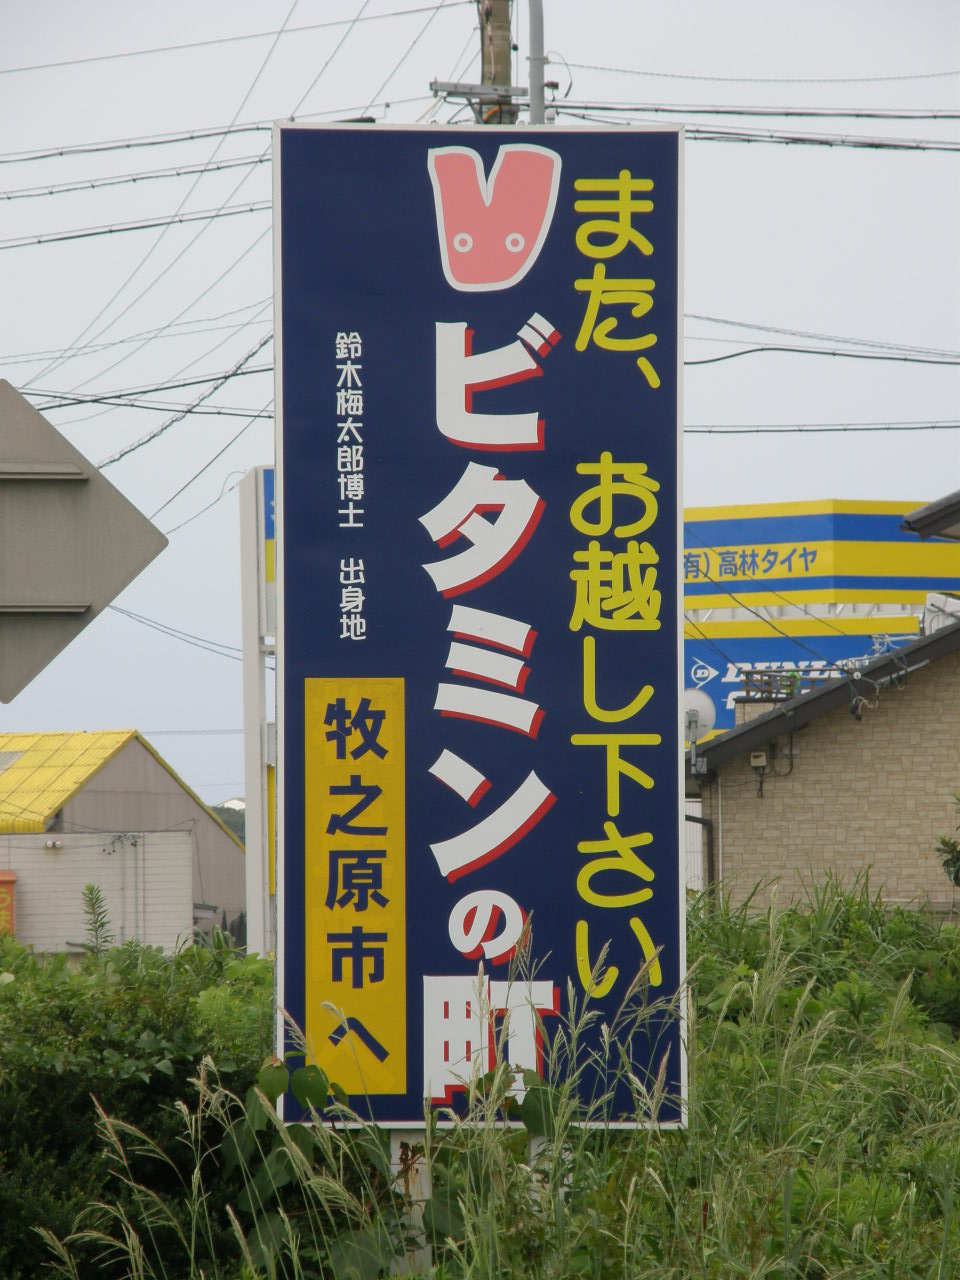 また、お越し下さい
V
ビタミンの町
鈴木梅太郎博士 出身地
牧之原市へ
有)高林タイヤ